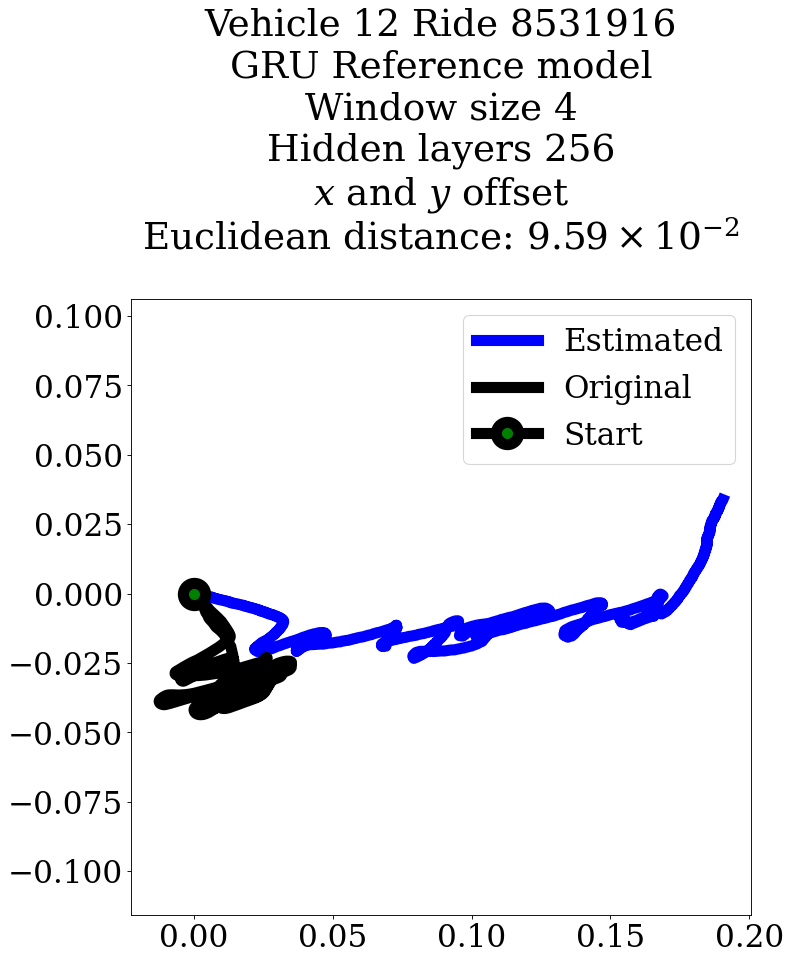 Vehicle 12 Ride 8531916
GRU Reference model
Window size 4
Hidden layers 256
x and y offset
Euclidean distance: 9.59 × 10⁻²
Estimated
Original
Start
0.100
0.075
0.050
0.025
0.000
−0.025
−0.050
−0.075
−0.100
0.00 0.05 0.10 0.15 0.20